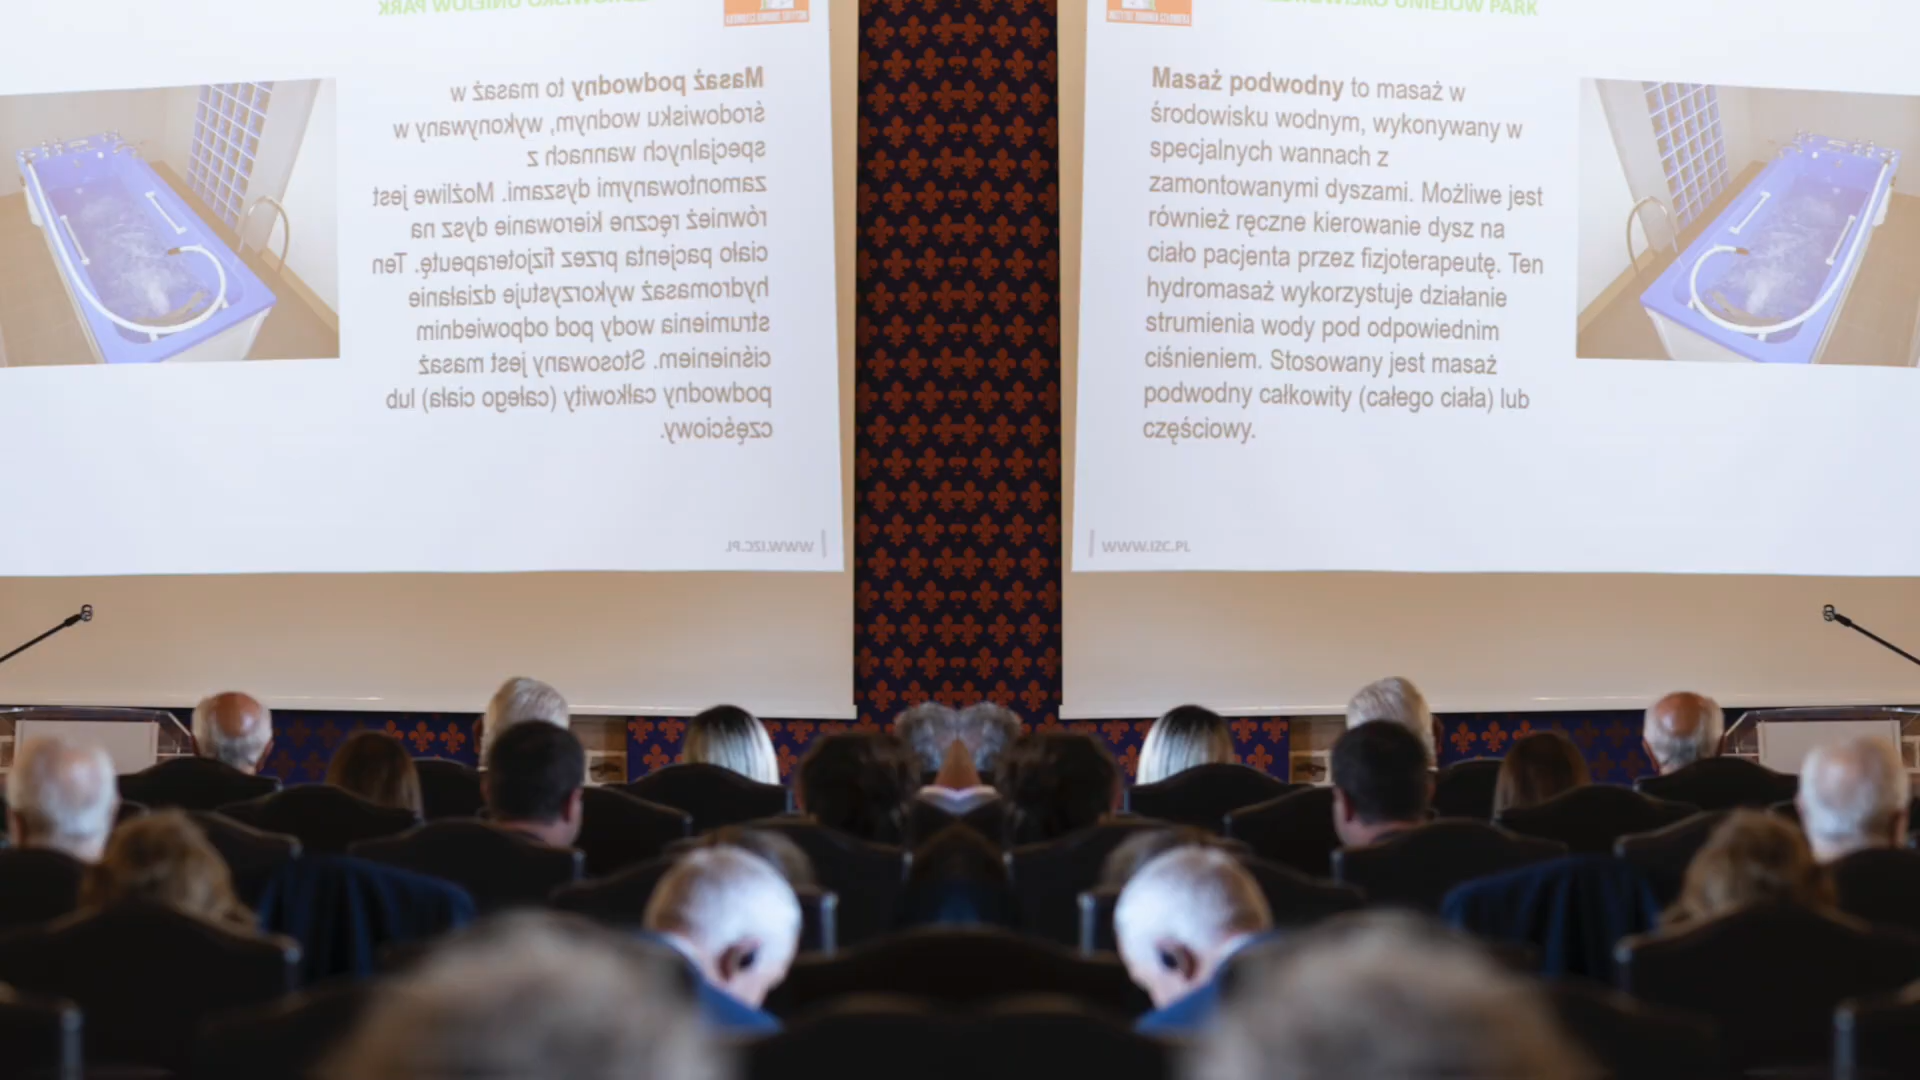 UNIEJÓW PARK
Masaż podwodny to masaż w
środowisku wodnym, wykonywany w
specjalnych wannach z
zamontowanymi dyszami. Możliwe jest
również ręczne kierowanie dysz na
ciało pacjenta przez fizjoterapeutę. Ten
hydromasaż wykorzystuje działanie
strumienia wody pod odpowiednim
ciśnieniem. Stosowany jest masaż
podwodny całkowity (całego ciała) lub
częściowy.
WWW.IZC.PL